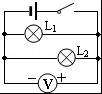 L₁
L₂
− V +